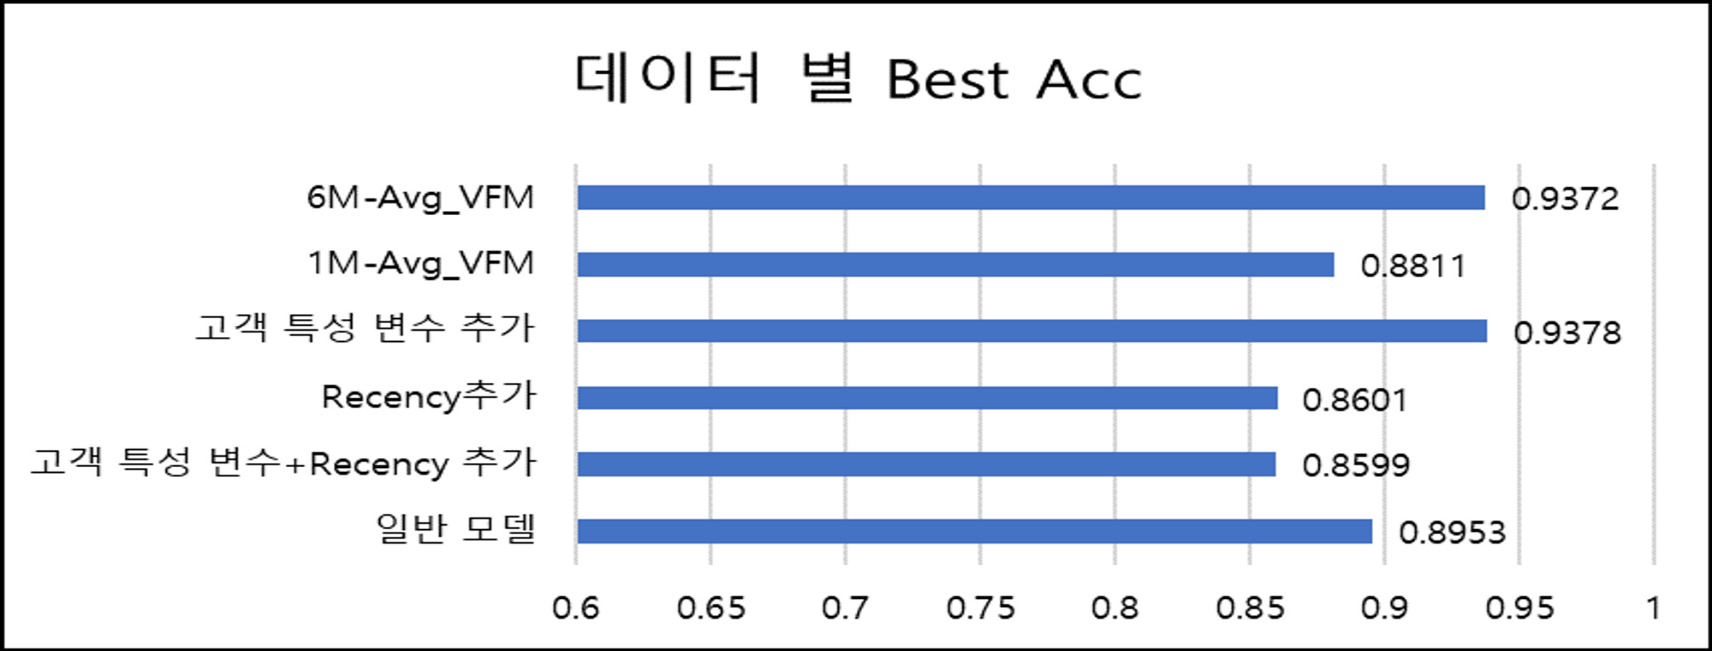 데이터 별 Best Acc
6M-Avg_VFM
0.9372
1M-Avg_VFM
0.8811
고객 특성 변수 추가
0.9378
Recency추가
0.8601
고객 특성 변수+Recency 추가
0.8599
일반 모델
0.8953
0.6 0.65 0.7 0.75 0.8 0.85 0.9 0.95 1